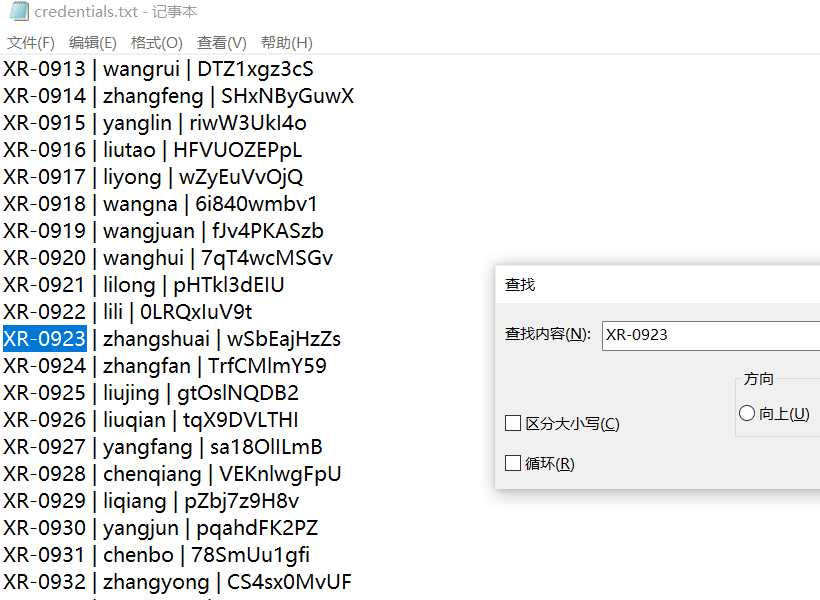 credentials.txt - 记事本
文件(F) 编辑(E) 格式(O) 查看(V) 帮助(H)
XR-0913 | wangrui | DTZ1xgz3cS
XR-0914 | zhangfeng | SHxNByGuwX
XR-0915 | yanglin | riwW3UkI4o
XR-0916 | liutao | HFVUOZEPpL
XR-0917 | liyong | wZyEuVvOjQ
XR-0918 | wangna | 6i840wmbv1
XR-0919 | wangjuan | fJv4PKASzb
XR-0920 | wanghui | 7qT4wcMSGv
XR-0921 | lilong | pHTkl3dEIU
XR-0922 | lili | 0LRQxIuV9t
XR-0923 | zhangshuai | wSbEajHzZs
XR-0924 | zhangfan | TrfCMlmY59
XR-0925 | liujing | gtOslNQDB2
XR-0926 | liuqian | tqX9DVLTHI
XR-0927 | yangfang | sa18OlILmB
XR-0928 | chenqiang | VEKnlwgFpU
XR-0929 | liqiang | pZbj7z9H8v
XR-0930 | yangjun | pqahdFK2PZ
XR-0931 | chenbo | 78SmUu1gfi
XR-0932 | zhangyong | CS4sx0MvUF
查找
查找内容(N): XR-0923
方向
向上(U)
区分大小写(C)
循环(R)